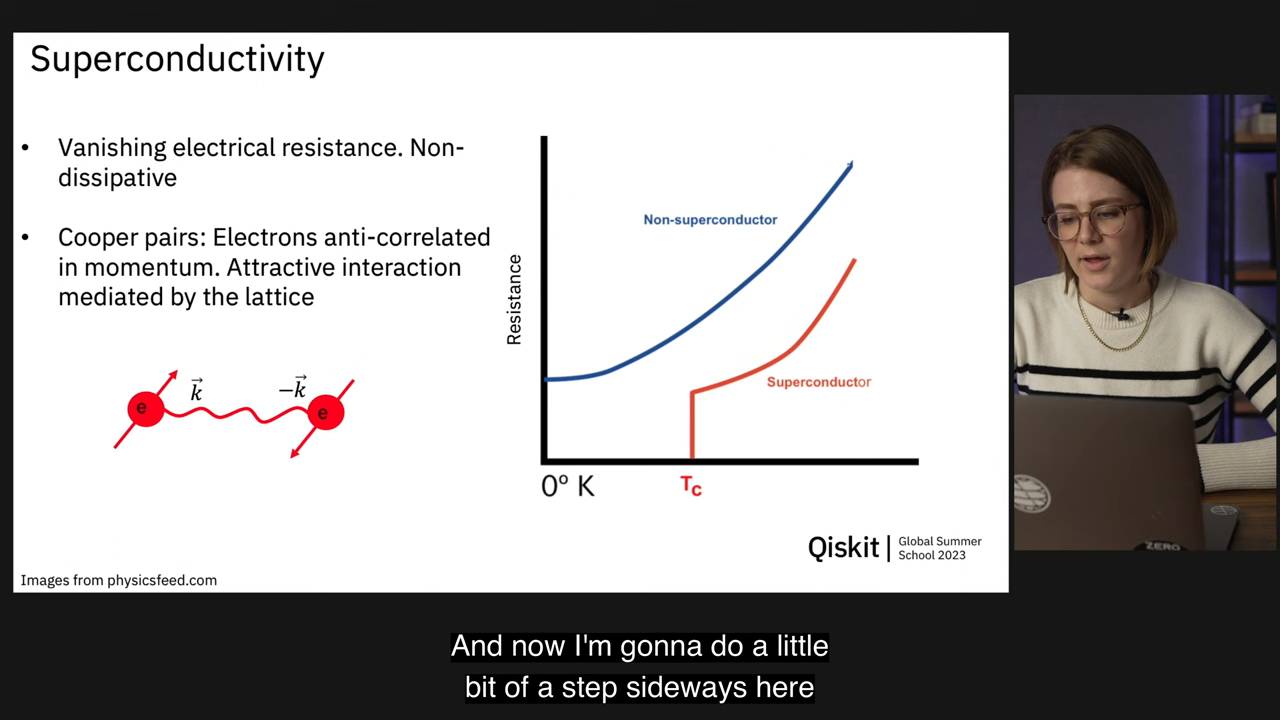 Superconductivity
• Vanishing electrical resistance. Non-
dissipative
• Cooper pairs: Electrons anti-correlated
in momentum. Attractive interaction
mediated by the lattice
e
k⃗
−k⃗
e
Resistance
Non-superconductor
Superconductor
0° K
Tc
Qiskit | Global Summer
School 2023
Images from physicsfeed.com
ZERO
And now I'm gonna do a little
bit of a step sideways here